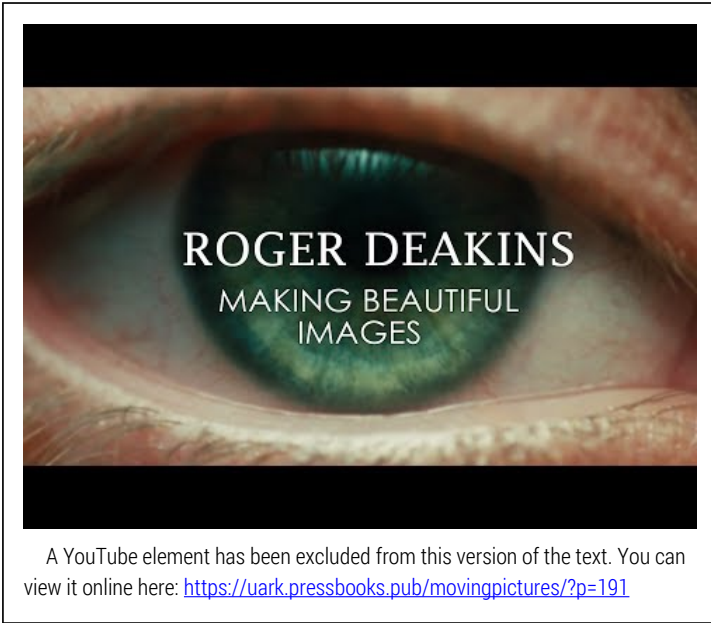 ROGER DEAKINS
MAKING BEAUTIFUL
IMAGES
A YouTube element has been excluded from this version of the text. You can
view it online here: https://uark.pressbooks.pub/movingpictures/?p=191